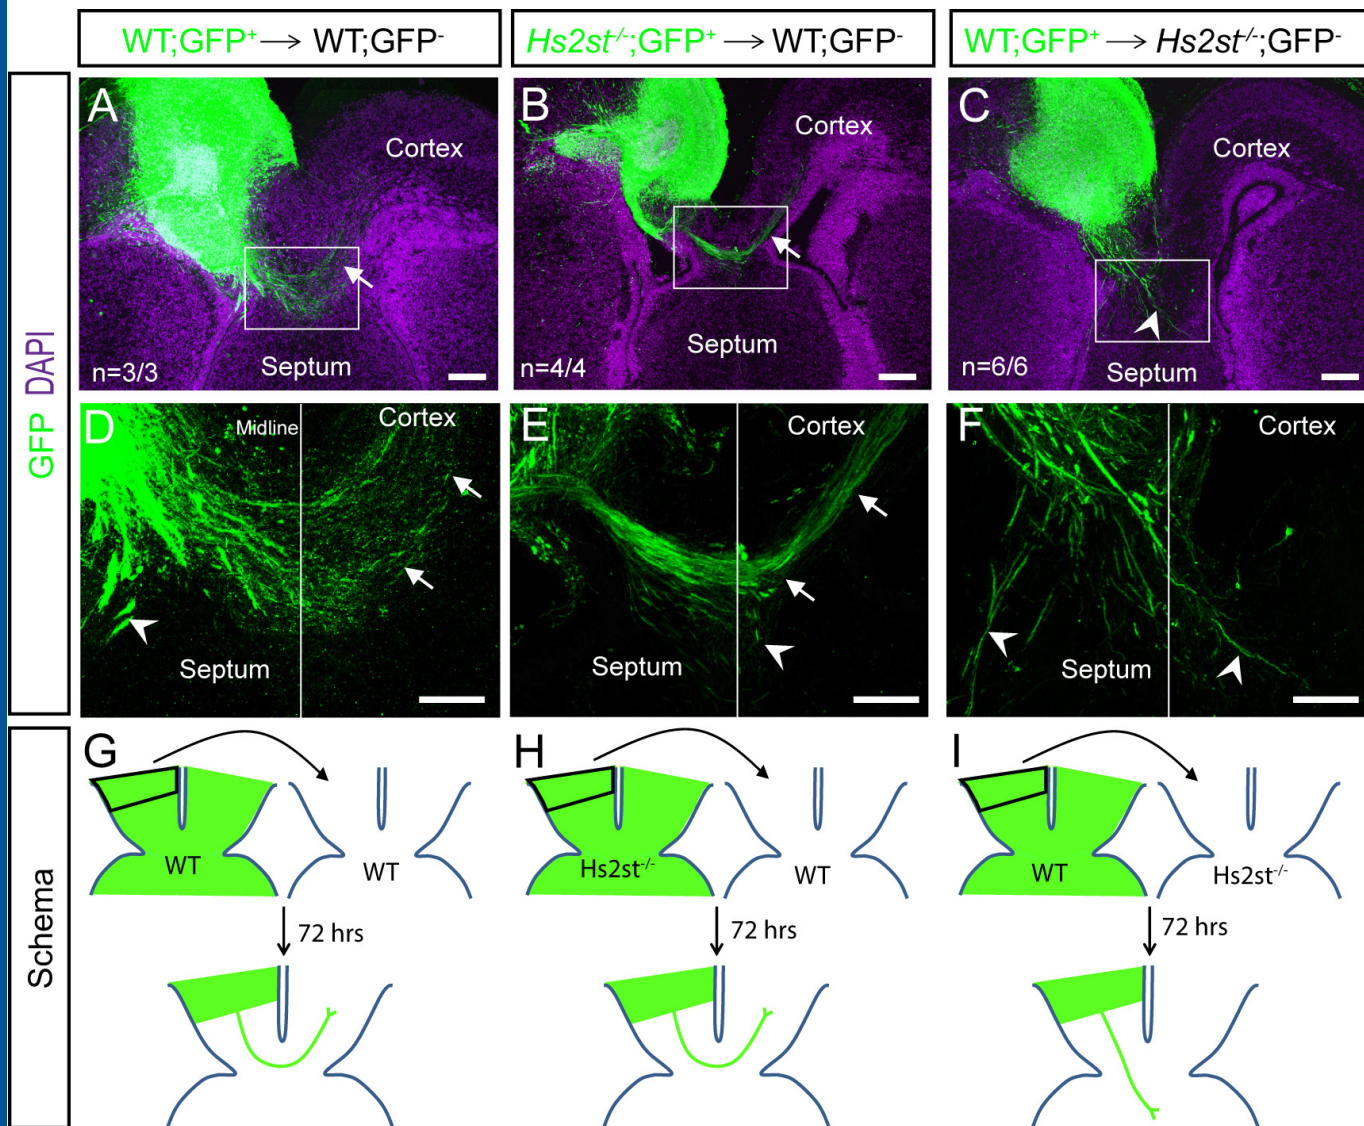 WT;GFP⁺ → WT;GFP⁻
Hs2st⁻/⁻;GFP⁺ → WT;GFP⁻
WT;GFP⁺ → Hs2st⁻/⁻;GFP⁻
GFP DAPI
A
Cortex
Septum
n=3/3
B
Cortex
Septum
n=4/4
C
Cortex
Septum
n=6/6
D
Midline
Cortex
Septum
E
Cortex
Septum
F
Cortex
Septum
Schema
G
WT
WT
72 hrs
H
Hs2st⁻/⁻
WT
72 hrs
I
WT
Hs2st⁻/⁻
72 hrs